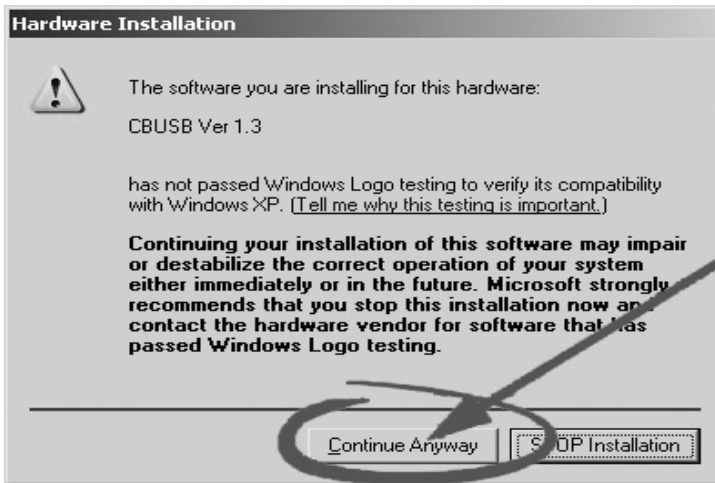 Hardware Installation
The software you are installing for this hardware:
CBUSB Ver 1.3
has not passed Windows Logo testing to verify its compatibility
with Windows XP. (Tell me why this testing is important.)
Continuing your installation of this software may impair
or destabilize the correct operation of your system
either immediately or in the future. Microsoft strongly
recommends that you stop this installation now and
contact the hardware vendor for software that has
passed Windows Logo testing.
Continue Anyway
STOP Installation